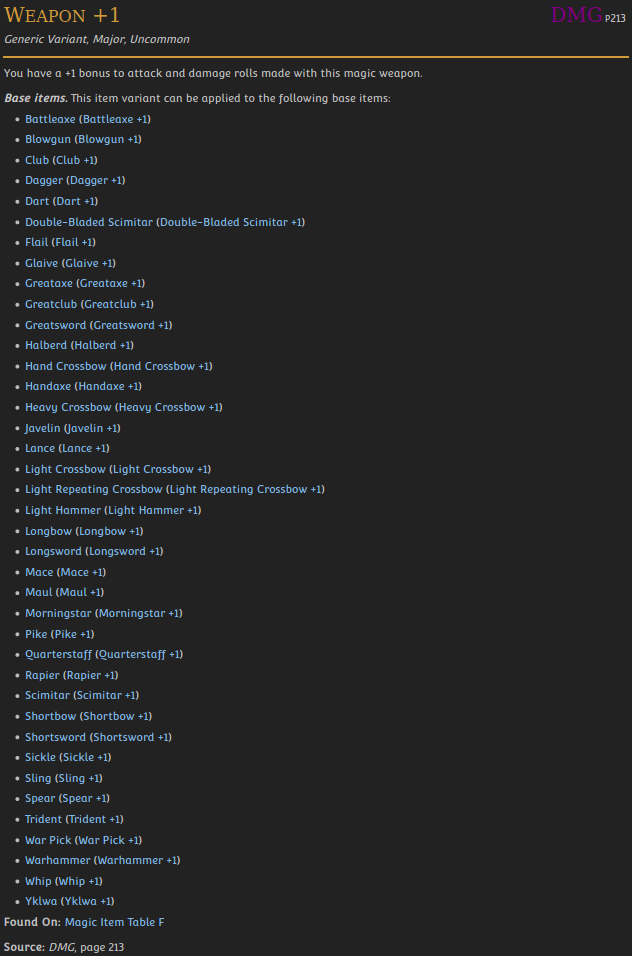 Weapon +1 DMG P213
Generic Variant, Major, Uncommon
You have a +1 bonus to attack and damage rolls made with this magic weapon.
Base items. This item variant can be applied to the following base items:
• Battleaxe (Battleaxe +1)
• Blowgun (Blowgun +1)
• Club (Club +1)
• Dagger (Dagger +1)
• Dart (Dart +1)
• Double-Bladed Scimitar (Double-Bladed Scimitar +1)
• Flail (Flail +1)
• Glaive (Glaive +1)
• Greataxe (Greataxe +1)
• Greatclub (Greatclub +1)
• Greatsword (Greatsword +1)
• Halberd (Halberd +1)
• Hand Crossbow (Hand Crossbow +1)
• Handaxe (Handaxe +1)
• Heavy Crossbow (Heavy Crossbow +1)
• Javelin (Javelin +1)
• Lance (Lance +1)
• Light Crossbow (Light Crossbow +1)
• Light Repeating Crossbow (Light Repeating Crossbow +1)
• Light Hammer (Light Hammer +1)
• Longbow (Longbow +1)
• Longsword (Longsword +1)
• Mace (Mace +1)
• Maul (Maul +1)
• Morningstar (Morningstar +1)
• Pike (Pike +1)
• Quarterstaff (Quarterstaff +1)
• Rapier (Rapier +1)
• Scimitar (Scimitar +1)
• Shortbow (Shortbow +1)
• Shortsword (Shortsword +1)
• Sickle (Sickle +1)
• Sling (Sling +1)
• Spear (Spear +1)
• Trident (Trident +1)
• War Pick (War Pick +1)
• Warhammer (Warhammer +1)
• Whip (Whip +1)
• Yklwa (Yklwa +1)
Found On: Magic Item Table F
Source: DMG, page 213